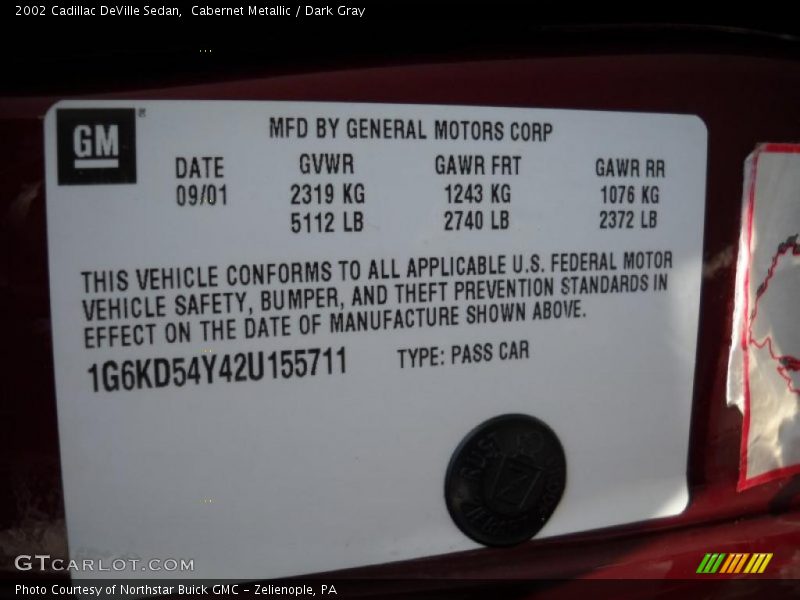 2002 Cadillac DeVille Sedan,  Cabernet Metallic / Dark Gray
GM ®
MFD BY GENERAL MOTORS CORP
DATE GVWR GAWR FRT GAWR RR
09/01 2319 KG 1243 KG 1076 KG
5112 LB 2740 LB 2372 LB
THIS VEHICLE CONFORMS TO ALL APPLICABLE U.S. FEDERAL MOTOR
VEHICLE SAFETY, BUMPER, AND THEFT PREVENTION STANDARDS IN
EFFECT ON THE DATE OF MANUFACTURE SHOWN ABOVE.
1G6KD54Y42U155711 TYPE: PASS CAR
GTCARLOT.COM
Photo Courtesy of Northstar Buick GMC - Zelienople, PA